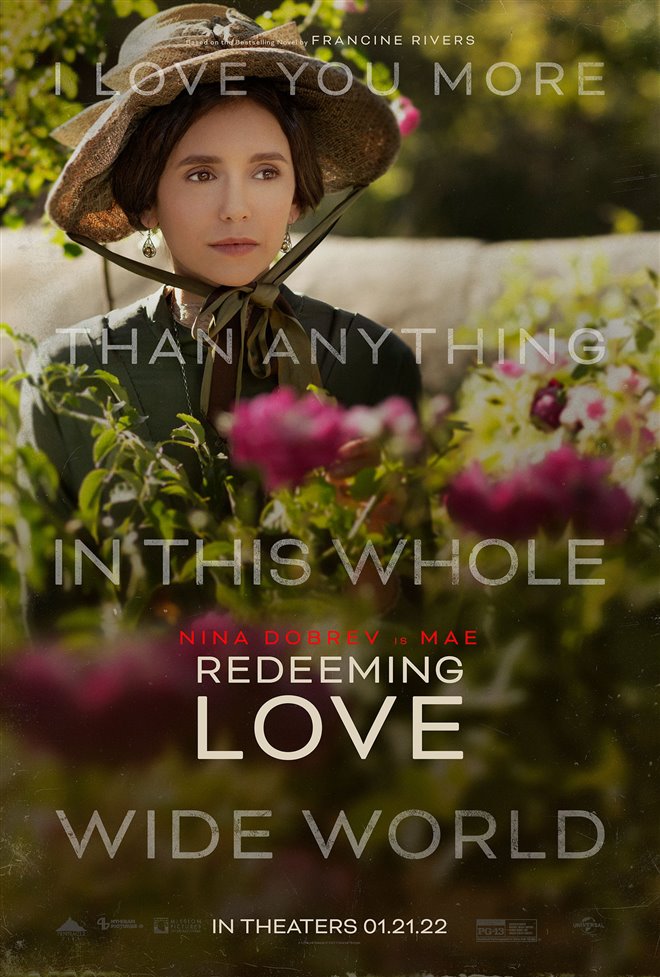 Based on the Bestselling Novel by FRANCINE RIVERS
I LOVE YOU MORE
THAN ANYTHING
IN THIS WHOLE
NINA DOBREV IS MAE
REDEEMING
LOVE
WIDE WORLD
IN THEATERS 01.21.22
PG-13
UNIVERSAL